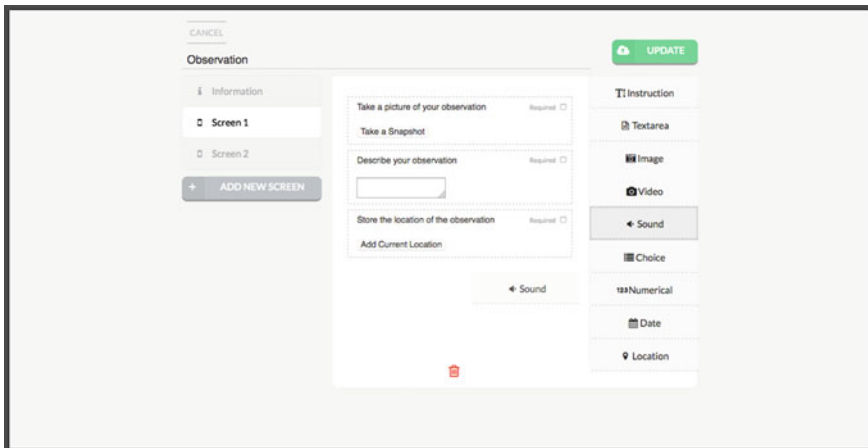 CANCEL
UPDATE
Observation
Information
Screen 1
Screen 2
+ ADD NEW SCREEN
Take a picture of your observation Required
Take a Snapshot
Describe your observation Required
Store the location of the observation Required
Add Current Location
Sound
Instruction
Textarea
Image
Video
Sound
Choice
123 Numerical
Date
Location